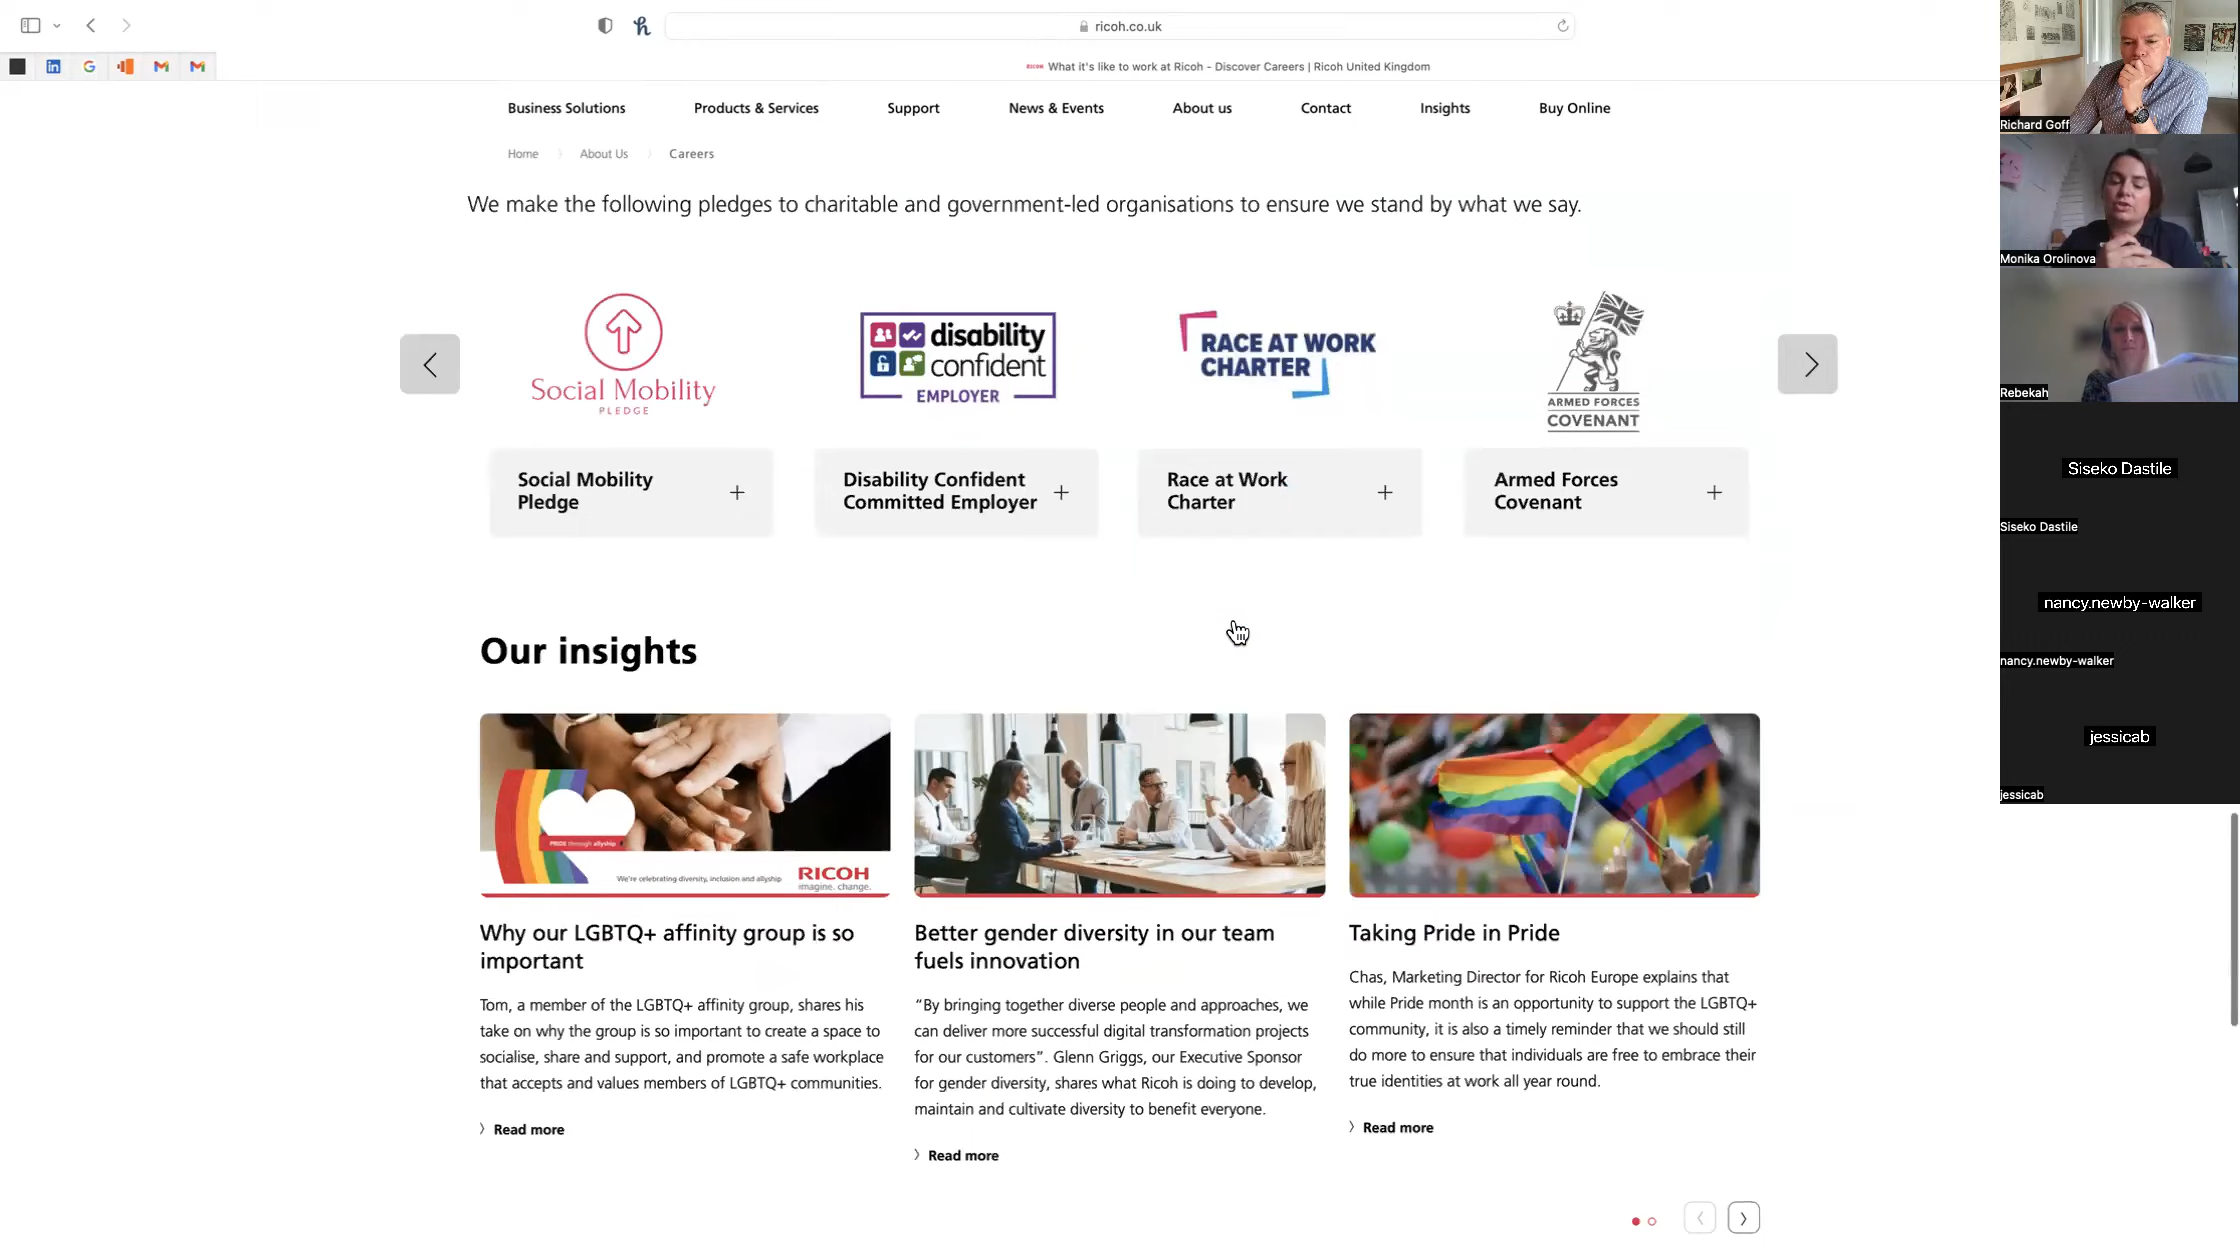 ricoh.co.uk
RICOH What it's like to work at Ricoh - Discover Careers | Ricoh United Kingdom
Business Solutions Products & Services Support News & Events About us Contact Insights Buy Online
Home About Us Careers
We make the following pledges to charitable and government-led organisations to ensure we stand by what we say.
Social Mobility
PLEDGE
disability
confident
EMPLOYER
RACE AT WORK
CHARTER
ARMED FORCES
COVENANT
Social Mobility
Pledge
Disability Confident
Committed Employer
Race at Work
Charter
Armed Forces
Covenant
Our insights
PRIDE through allyship
We're celebrating diversity, inclusion and allyship
RICOH
imagine. change.
Why our LGBTQ+ affinity group is so
important
Tom, a member of the LGBTQ+ affinity group, shares his
take on why the group is so important to create a space to
socialise, share and support, and promote a safe workplace
that accepts and values members of LGBTQ+ communities.
Read more
Better gender diversity in our team
fuels innovation
“By bringing together diverse people and approaches, we
can deliver more successful digital transformation projects
for our customers”. Glenn Griggs, our Executive Sponsor
for gender diversity, shares what Ricoh is doing to develop,
maintain and cultivate diversity to benefit everyone.
Read more
Taking Pride in Pride
Chas, Marketing Director for Ricoh Europe explains that
while Pride month is an opportunity to support the LGBTQ+
community, it is also a timely reminder that we should still
do more to ensure that individuals are free to embrace their
true identities at work all year round.
Read more
Richard Goff
Monika Orolinova
Rebekah
Siseko Dastile
Siseko Dastile
nancy.newby-walker
nancy.newby-walker
jessicab
jessicab